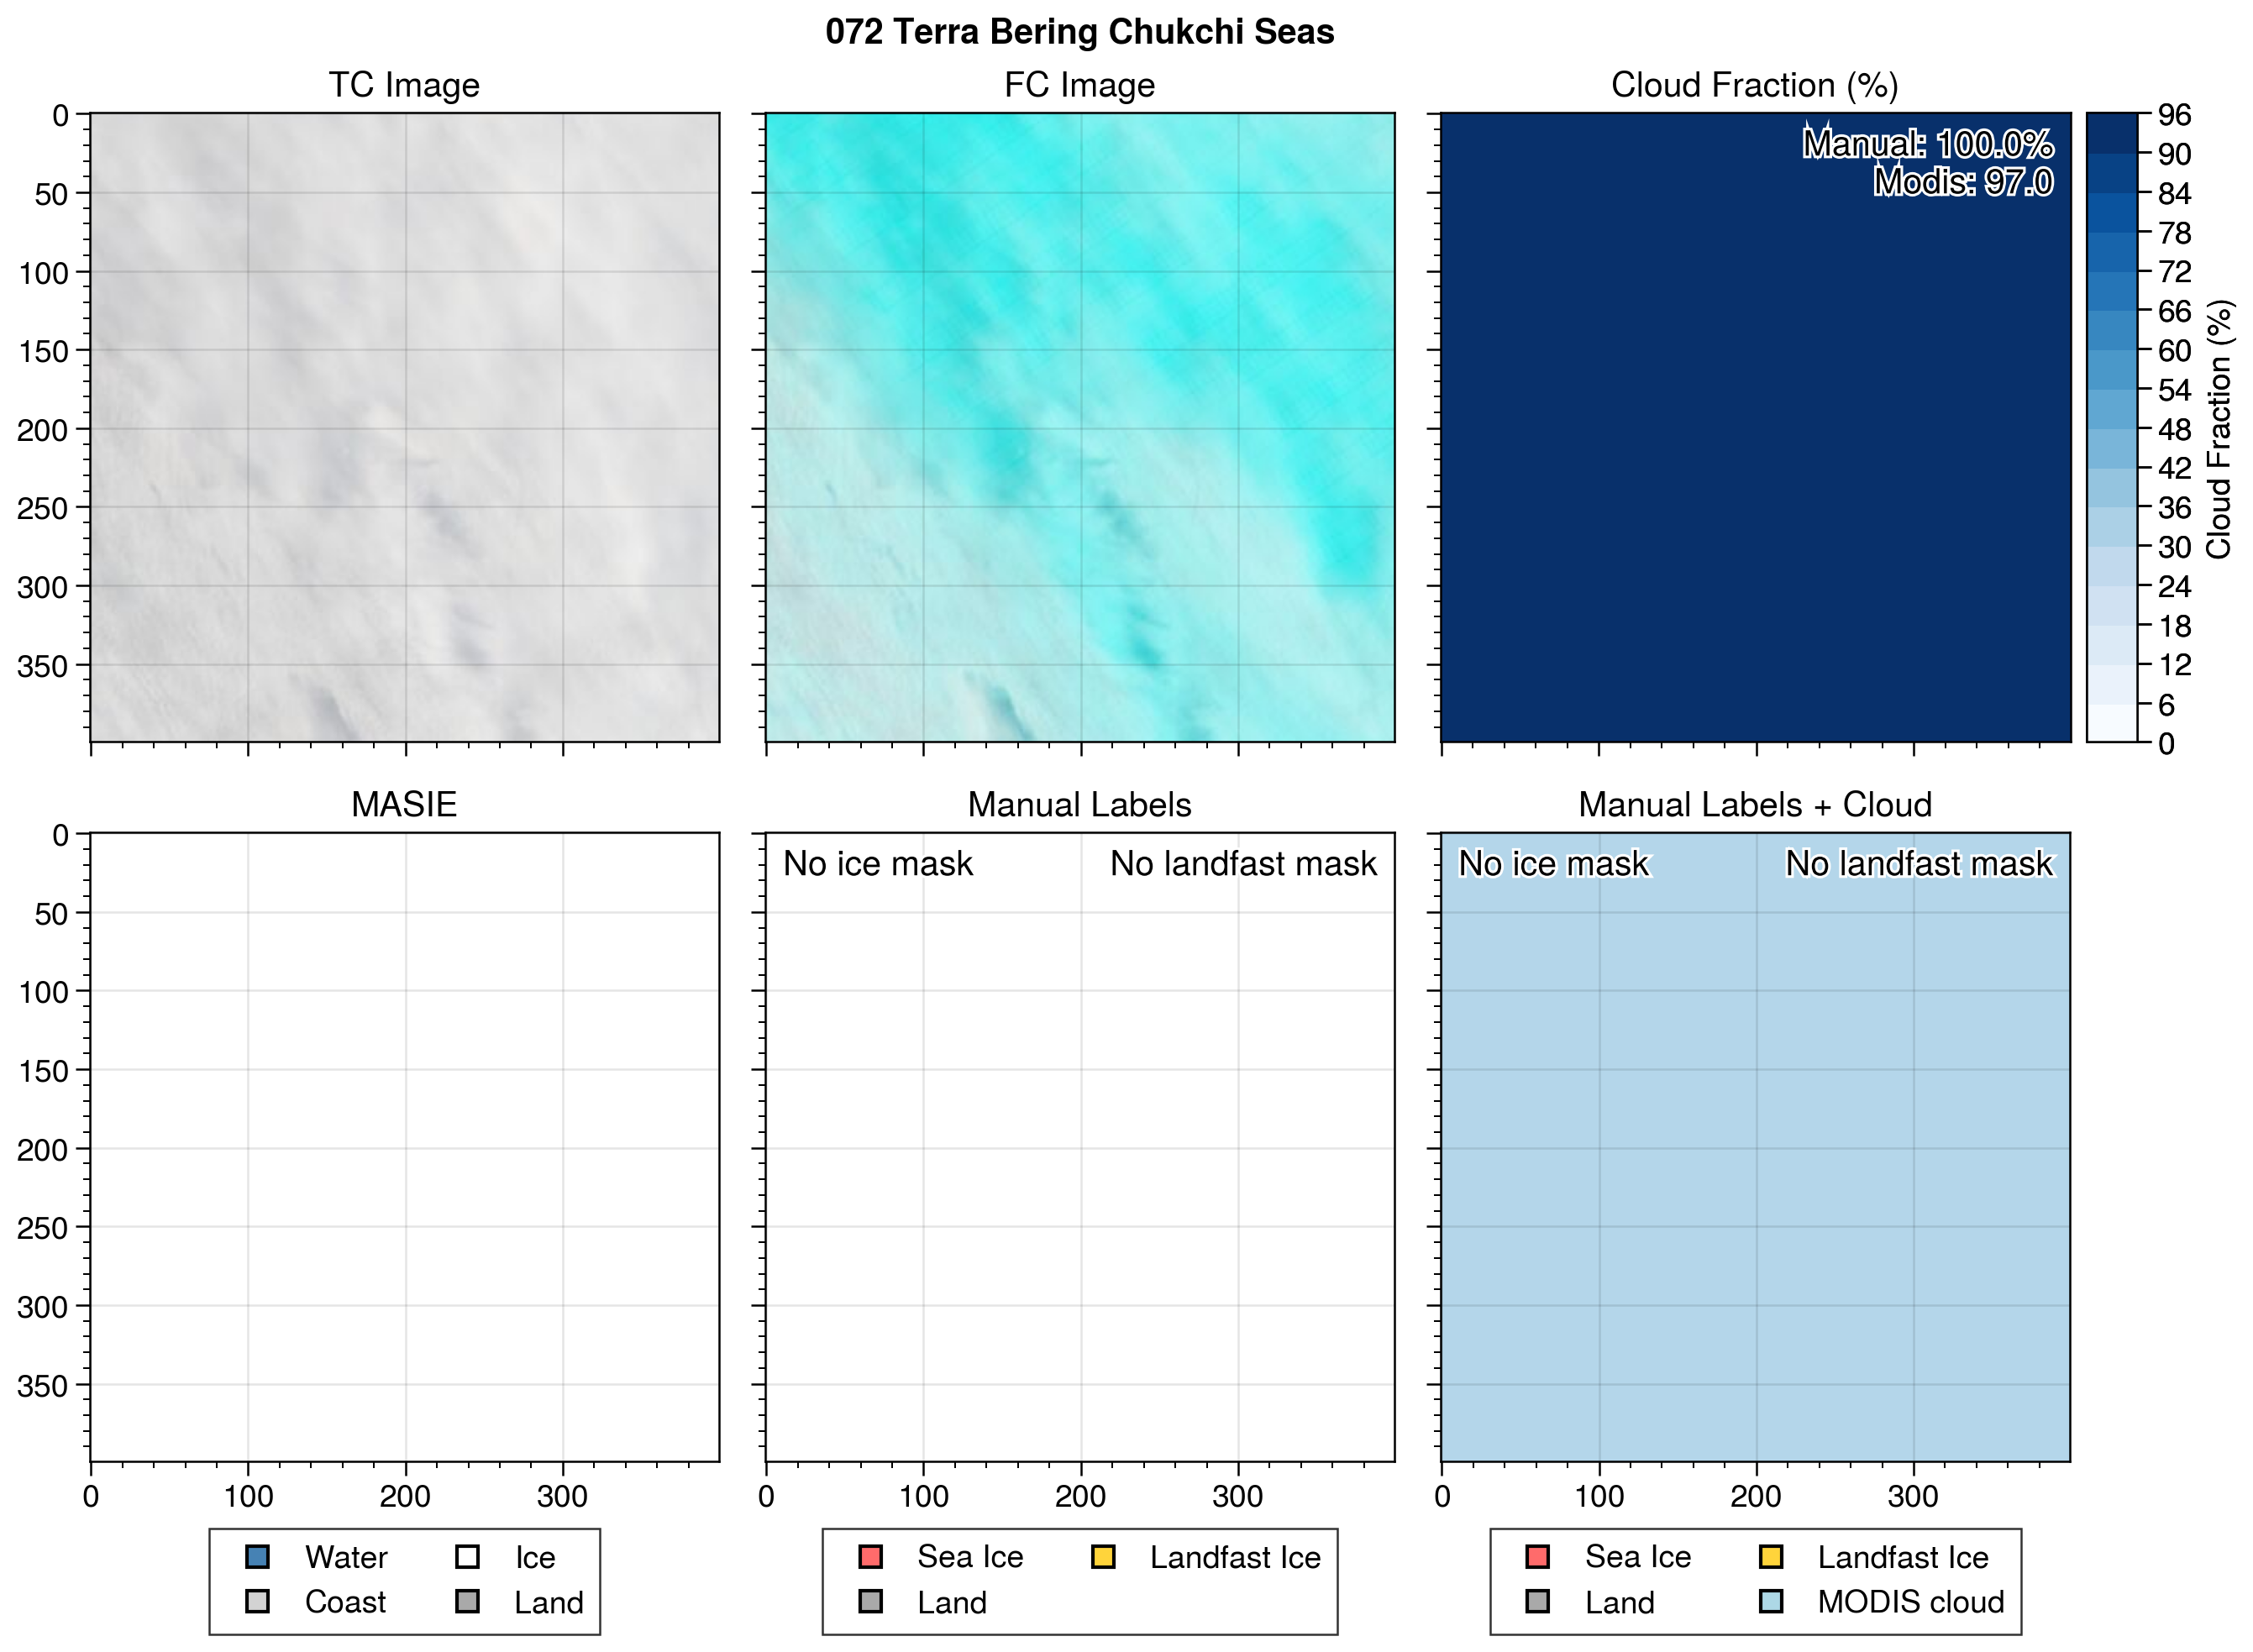 072 Terra Bering Chukchi Seas
TC Image
FC Image
Cloud Fraction (%)
0
50
100
150
200
250
300
350
Manual: 100.0%
Modis: 97.0
96
90
84
78
72
66
60
54
48
42
36
30
24
18
12
6
0
Cloud Fraction (%)
MASIE
Manual Labels
Manual Labels + Cloud
0
50
100
150
200
250
300
350
No ice mask No landfast mask
No ice mask No landfast mask
0 100 200 300
0 100 200 300
0 100 200 300
Water Ice
Coast Land
Sea Ice Landfast Ice
Land
Sea Ice Landfast Ice
Land MODIS cloud